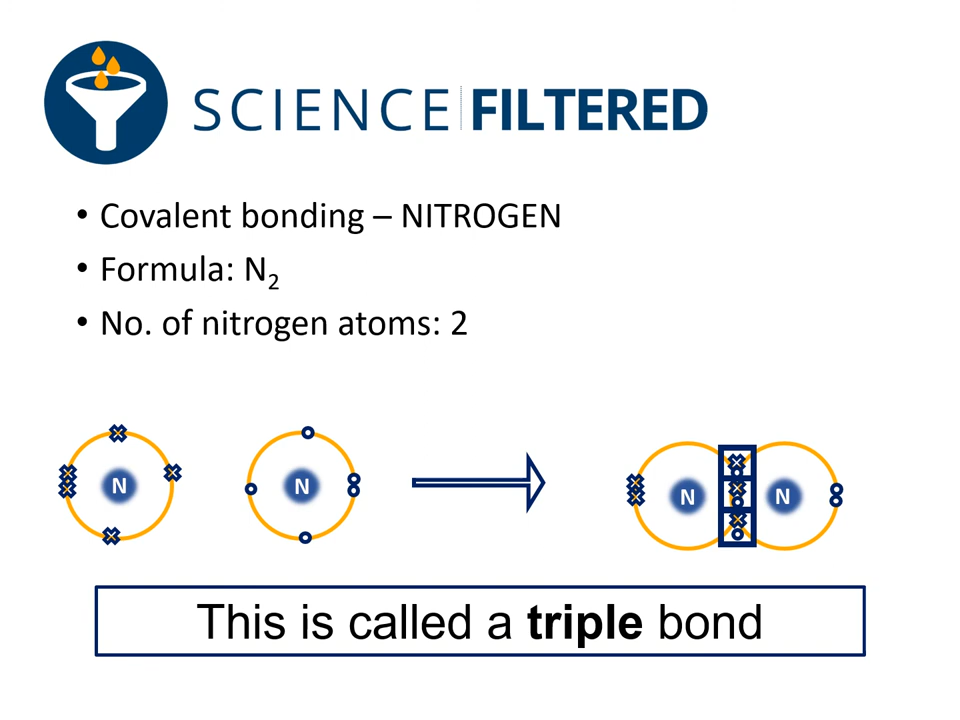 SCIENCE FILTERED
• Covalent bonding – NITROGEN
• Formula: N₂
• No. of nitrogen atoms: 2
N N N N
This is called a triple bond